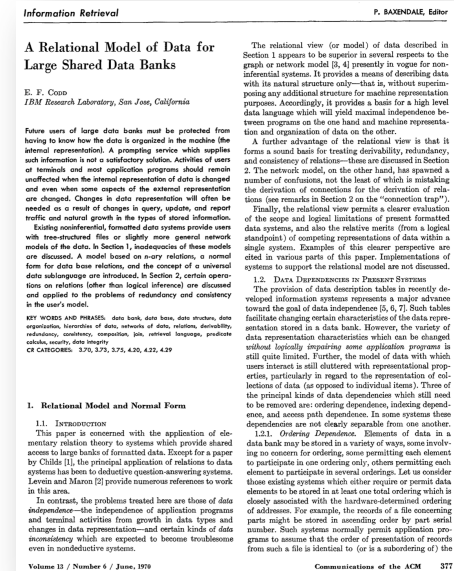 Information Retrieval
P. BAXENDALE, Editor
A Relational Model of Data for
Large Shared Data Banks
E. F. CODD
IBM Research Laboratory, San Jose, California
Future users of large data banks must be protected from
having to know how the data is organized in the machine (the
internal representation). A prompting service which supplies
such information is not a satisfactory solution. Activities of users
at terminals and most application programs should remain
unaffected when the internal representation of data is changed
and even when some aspects of the external representation
are changed. Changes in data representation will often be
needed as a result of changes in query, update, and report
traffic and natural growth in the types of stored information.
Existing noninferential, formatted data systems provide users
with tree-structured files or slightly more general network
models of the data. In Section 1, inadequacies of these models
are discussed. A model based on n-ary relations, a normal
form for data base relations, and the concept of a universal
data sublanguage are introduced. In Section 2, certain opera-
tions on relations (other than logical inference) are discussed
and applied to the problems of redundancy and consistency
in the user's model.
KEY WORDS AND PHRASES: data bank, data base, data structure, data
organization, hierarchies of data, networks of data, relations, derivability,
redundancy, consistency, composition, join, retrieval language, predicate
calculus, security, data integrity
CR CATEGORIES: 3.70, 3.73, 3.75, 4.20, 4.22, 4.29
1. Relational Model and Normal Form
1.1. INTRODUCTION
This paper is concerned with the application of ele-
mentary relation theory to systems which provide shared
access to large banks of formatted data. Except for a paper
by Childs [1], the principal application of relations to data
systems has been to deductive question-answering systems.
Levein and Maron [2] provide numerous references to work
in this area.
In contrast, the problems treated here are those of data
independence—the independence of application programs
and terminal activities from growth in data types and
changes in data representation—and certain kinds of data
inconsistency which are expected to become troublesome
even in nondeductive systems.
The relational view (or model) of data described in
Section 1 appears to be superior in several respects to the
graph or network model [3, 4] presently in vogue for non-
inferential systems. It provides a means of describing data
with its natural structure only—that is, without superim-
posing any additional structure for machine representation
purposes. Accordingly, it provides a basis for a high level
data language which will yield maximal independence be-
tween programs on the one hand and machine representa-
tion and organization of data on the other.
A further advantage of the relational view is that it
forms a sound basis for treating derivability, redundancy,
and consistency of relations—these are discussed in Section
2. The network model, on the other hand, has spawned a
number of confusions, not the least of which is mistaking
the derivation of connections for the derivation of rela-
tions (see remarks in Section 2 on the "connection trap").
Finally, the relational view permits a clearer evaluation
of the scope and logical limitations of present formatted
data systems, and also the relative merits (from a logical
standpoint) of competing representations of data within a
single system. Examples of this clearer perspective are
cited in various parts of this paper. Implementations of
systems to support the relational model are not discussed.
1.2. DATA DEPENDENCIES IN PRESENT SYSTEMS
The provision of data description tables in recently de-
veloped information systems represents a major advance
toward the goal of data independence [5, 6, 7]. Such tables
facilitate changing certain characteristics of the data repre-
sentation stored in a data bank. However, the variety of
data representation characteristics which can be changed
without logically impairing some application programs is
still quite limited. Further, the model of data with which
users interact is still cluttered with representational prop-
erties, particularly in regard to the representation of col-
lections of data (as opposed to individual items). Three of
the principal kinds of data dependencies which still need
to be removed are: ordering dependence, indexing depend-
ence, and access path dependence. In some systems these
dependencies are not clearly separable from one another.
1.2.1. Ordering Dependence. Elements of data in a
data bank may be stored in a variety of ways, some involv-
ing no concern for ordering, some permitting each element
to participate in one ordering only, others permitting each
element to participate in several orderings. Let us consider
those existing systems which either require or permit data
elements to be stored in at least one total ordering which is
closely associated with the hardware-determined ordering
of addresses. For example, the records of a file concerning
parts might be stored in ascending order by part serial
number. Such systems normally permit application pro-
grams to assume that the order of presentation of records
from such a file is identical to (or is a subordering of) the
Volume 13 / Number 6 / June, 1970
Communications of the ACM 377